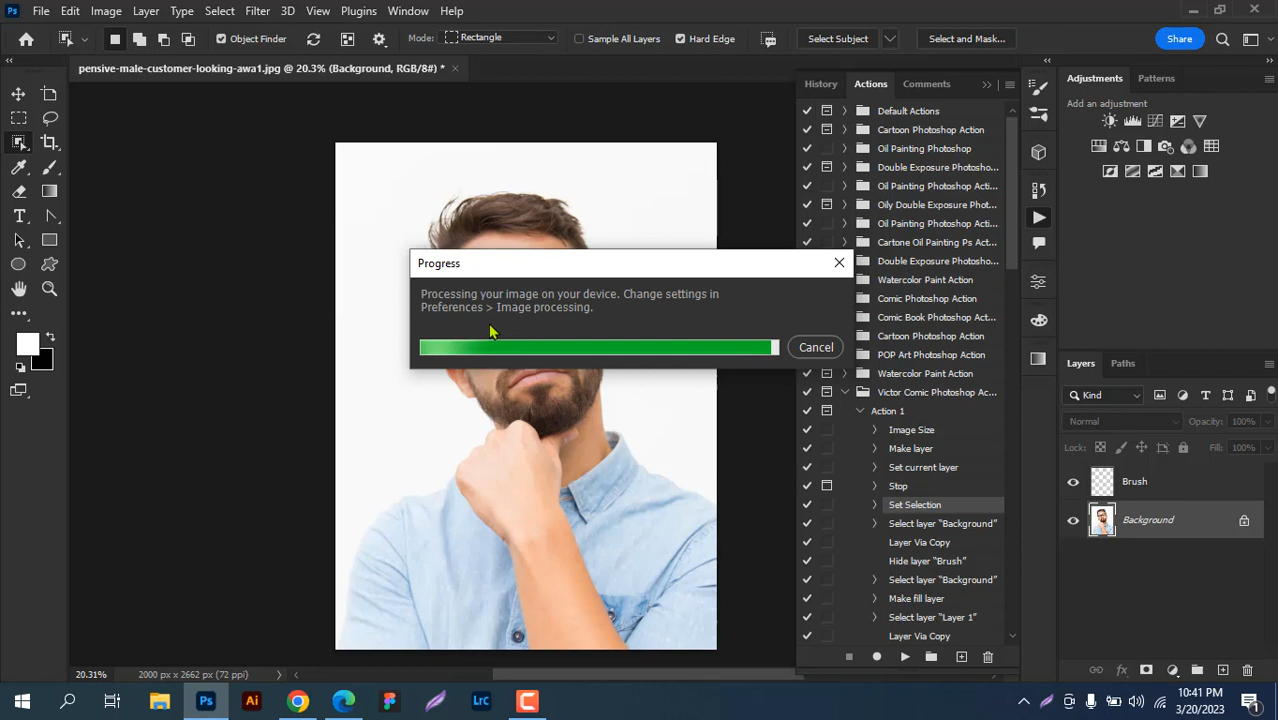 Ps File Edit Image Layer Type Select Filter 3D View Plugins Window Help
Object Finder Mode: Rectangle Sample All Layers Hard Edge Select Subject Select and Mask... Share
pensive-male-customer-looking-awa1.jpg @ 20.3% (Background, RGB/8#) *
History Actions Comments
Default Actions
Cartoon Photoshop Action
Oil Painting Photoshop
Double Exposure Photosho...
Oil Painting Photoshop Act...
Oily Double Exposure Phot...
Oil Painting Photoshop Act...
Cartone Oil Painting Ps Act...
Double Exposure Photosho...
Watercolor Paint Action
Comic Photoshop Action
Comic Book Photoshop Act...
Cartoon Photoshop Action
POP Art Photoshop Action
Watercolor Paint Action
Victor Comic Photoshop Ac...
Action 1
Image Size
Make layer
Set current layer
Stop
Set Selection
Select layer “Background”
Layer Via Copy
Hide layer “Brush”
Select layer “Background”
Make fill layer
Select layer “Layer 1”
Layer Via Copy
Progress
Processing your image on your device. Change settings in
Preferences > Image processing.
Cancel
Adjustments Patterns
Add an adjustment
Layers Paths
Kind
Normal Opacity: 100%
Lock: Fill: 100%
Brush
Background
20.31% 2000 px x 2662 px (72 ppi)
Ps Ai LrC
10:41 PM
3/20/2023
1